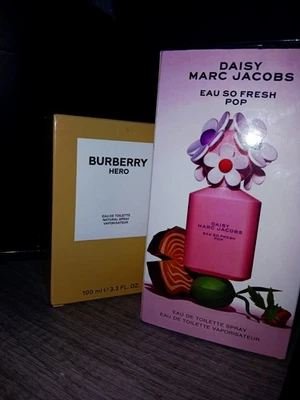 BURBERRY
HERO
EAU DE TOILETTE
NATURAL SPRAY
VAPORISATEUR
100 ml e 3.3 FL. OZ.
DAISY
MARC JACOBS
EAU SO FRESH
POP
DAISY
MARC JACOBS
EAU SO FRESH
POP
EAU DE TOILETTE SPRAY
EAU DE TOILETTE VAPORISATEUR